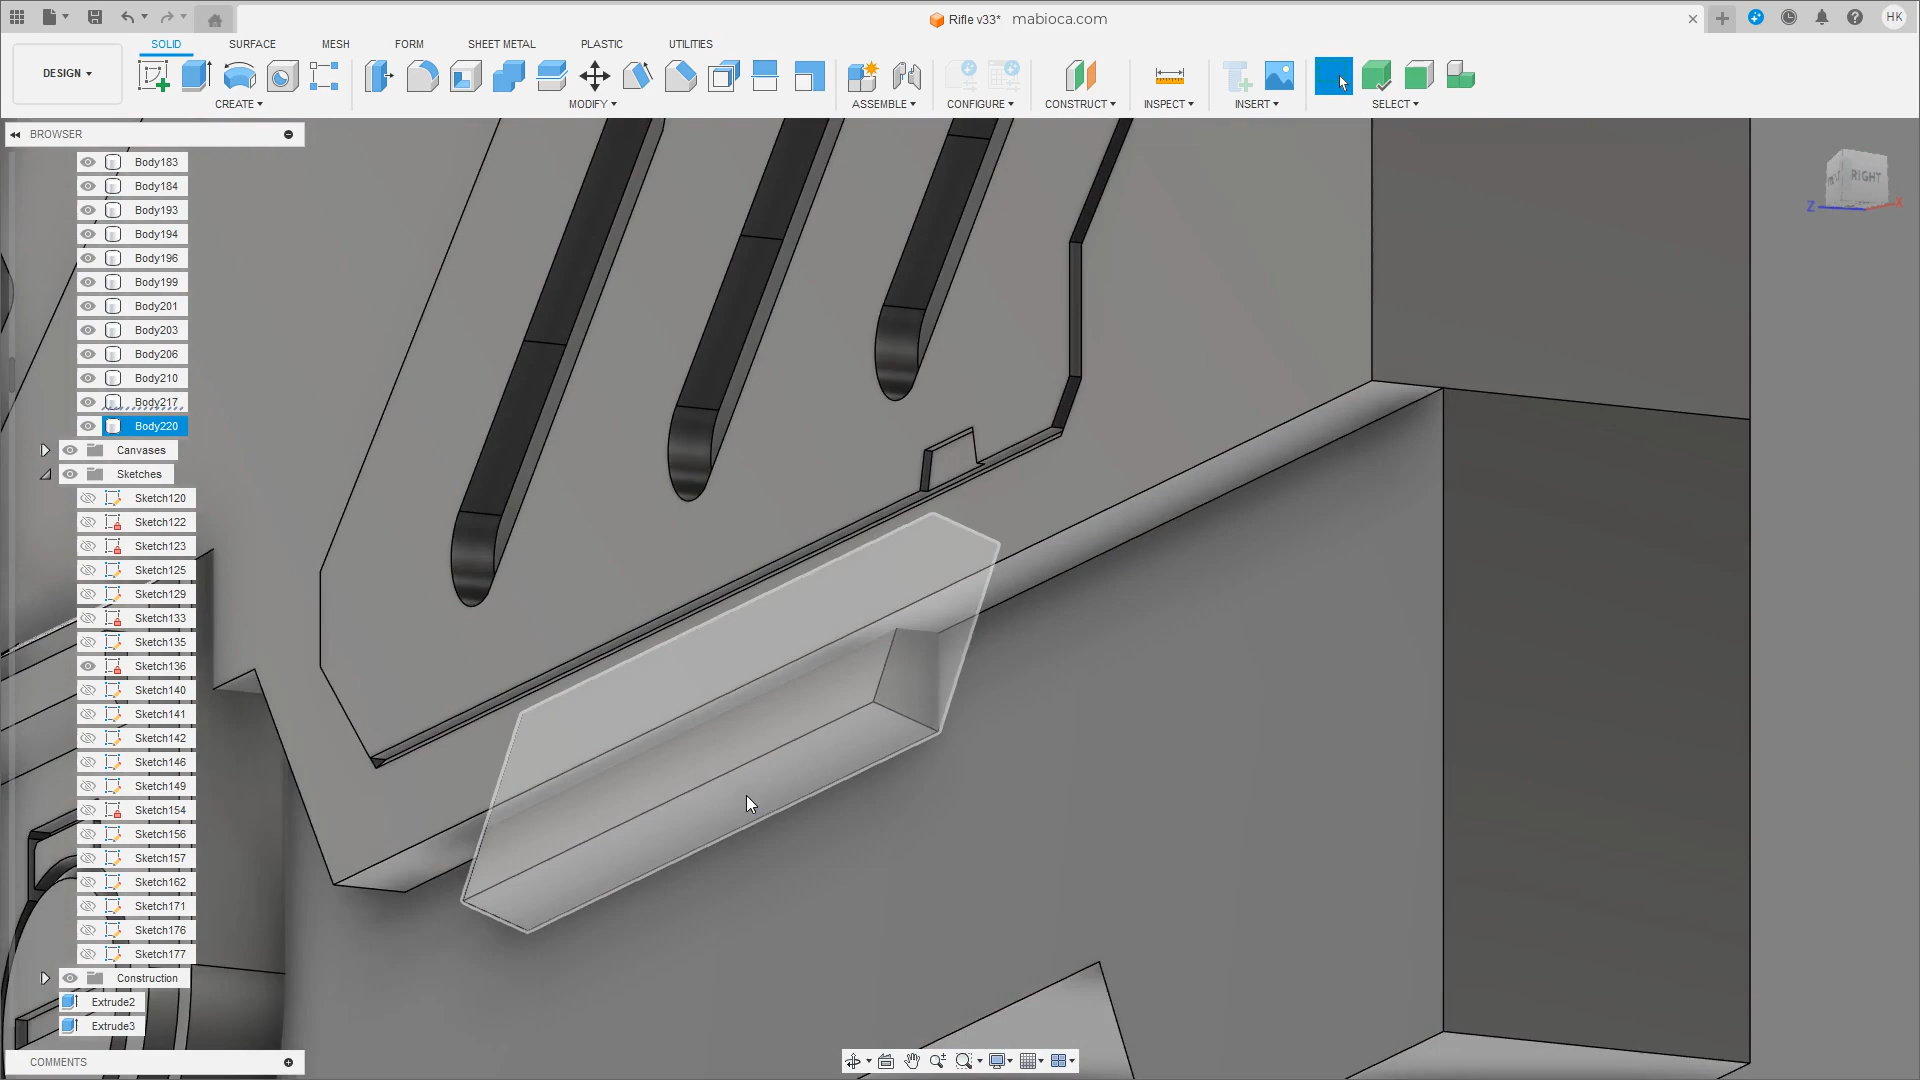 Rifle v33* mabioca.com
HK
SOLID SURFACE MESH FORM SHEET METAL PLASTIC UTILITIES
DESIGN
CREATE MODIFY ASSEMBLE CONFIGURE CONSTRUCT INSPECT INSERT SELECT
BROWSER
Body183
Body184
Body193
Body194
Body196
Body199
Body201
Body203
Body206
Body210
Body217
Body220
Canvases
Sketches
Sketch120
Sketch122
Sketch123
Sketch125
Sketch129
Sketch133
Sketch135
Sketch136
Sketch140
Sketch141
Sketch142
Sketch146
Sketch149
Sketch154
Sketch156
Sketch157
Sketch162
Sketch171
Sketch176
Sketch177
Construction
Extrude2
Extrude3
COMMENTS
RIGHT
Z
X